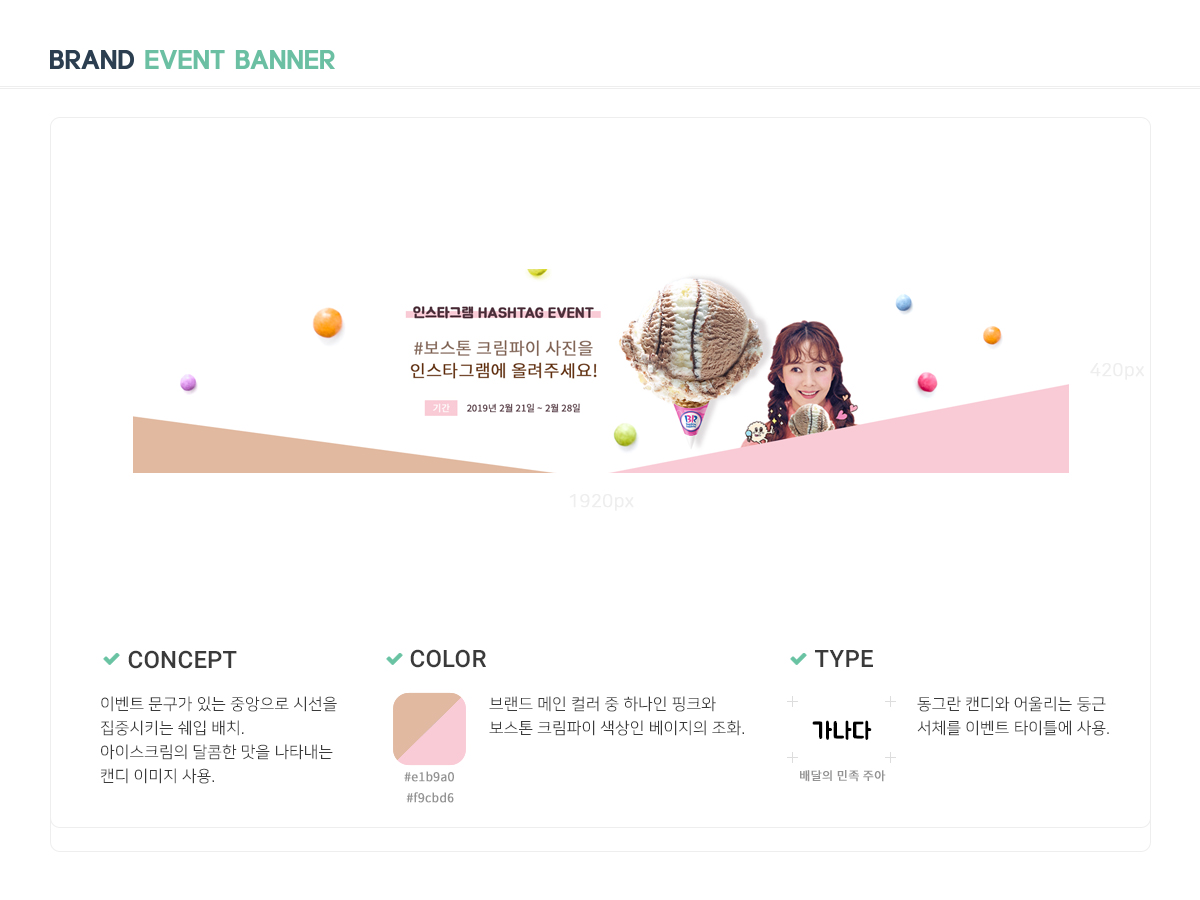 BRAND EVENT BANNER
인스타그램 HASHTAG EVENT
#보스톤 크림파이 사진을
인스타그램에 올려주세요!
기간 2019년 2월 21일 ~ 2월 28일
BR
420px
1920px
CONCEPT
이벤트 문구가 있는 중앙으로 시선을
집중시키는 쉐입 배치.
아이스크림의 달콤한 맛을 나타내는
캔디 이미지 사용.
COLOR
브랜드 메인 컬러 중 하나인 핑크와
보스톤 크림파이 색상인 베이지의 조화.
#e1b9a0
#f9cbd6
TYPE
가나다
배달의 민족 주아
동그란 캔디와 어울리는 둥근
서체를 이벤트 타이틀에 사용.